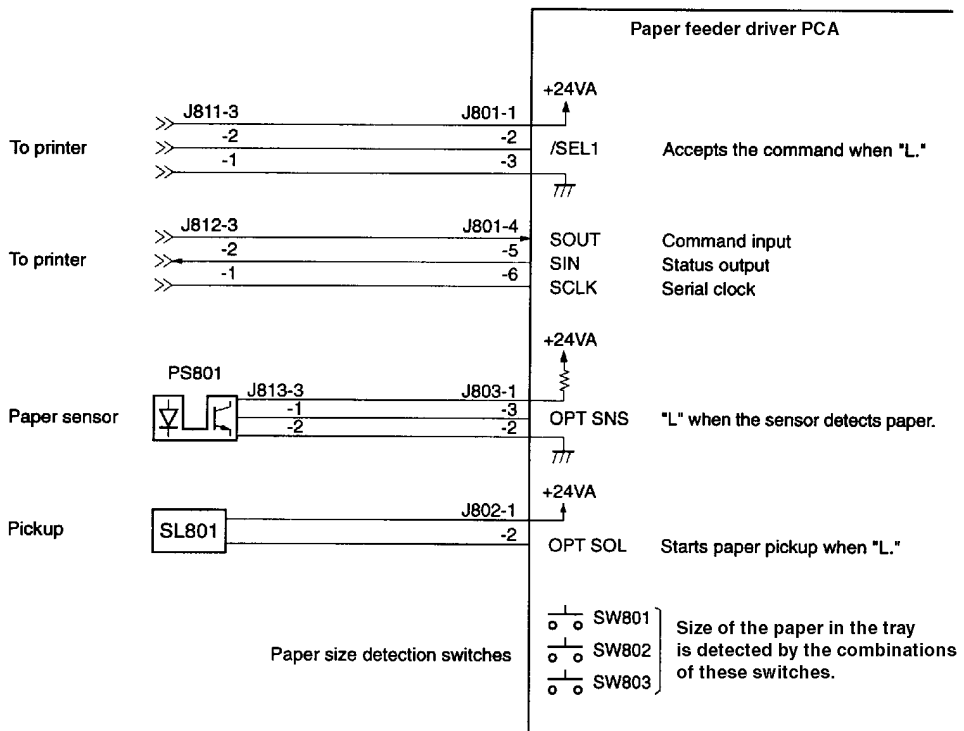 Paper feeder driver PCA
+24VA
J811-3 J801-1
To printer -2 -2 /SEL1 Accepts the command when "L."
-1 -3
J812-3 J801-4 SOUT Command input
To printer -2 -5 SIN Status output
-1 -6 SCLK Serial clock
+24VA
PS801
J813-3 J803-1
Paper sensor -1 -3 OPT SNS "L" when the sensor detects paper.
-2 -2
+24VA
J802-1
Pickup SL801
-2 OPT SOL Starts paper pickup when "L."
SW801
Size of the paper in the tray
Paper size detection switches SW802 is detected by the combinations
of these switches.
SW803